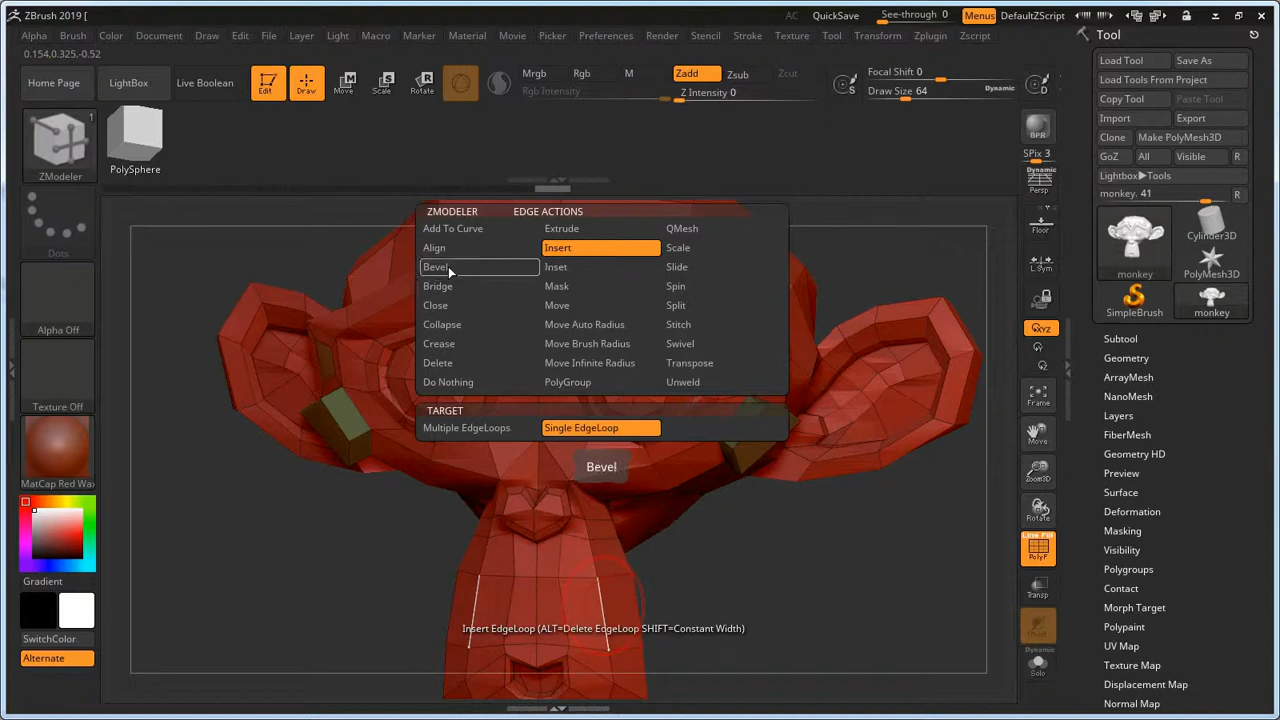 ZBrush 2019 [
AC QuickSave See-through 0 Menus DefaultZScript
Alpha Brush Color Document Draw Edit File Layer Light Macro Marker Material Movie Picker Preferences Render Stencil Stroke Texture Tool Transform Zplugin Zscript
0.154,0.325,-0.52
Home Page LightBox Live Boolean
Edit Draw Move Scale Rotate
Mrgb Rgb M
Rgb Intensity
Zadd Zsub Zcut
Z Intensity 0
S
Focal Shift 0
Draw Size 64 Dynamic
D
1
ZModeler
PolySphere
Dots
Alpha Off
Texture Off
MatCap Red Wax
Gradient
SwitchColor
Alternate
ZMODELER EDGE ACTIONS
Add To Curve Extrude QMesh
Align Insert Scale
Bevel Inset Slide
Bridge Mask Spin
Close Move Split
Collapse Move Auto Radius Stitch
Crease Move Brush Radius Swivel
Delete Move Infinite Radius Transpose
Do Nothing PolyGroup Unweld
TARGET
Multiple EdgeLoops Single EdgeLoop
Bevel
Insert EdgeLoop (ALT=Delete EdgeLoop SHIFT=Constant Width)
BPR
SPix 3
Dynamic
Persp
Floor
L.Sym
XYZ
Y
Z
Frame
Move
Zoom3D
Rotate
Line Fill
PolyF
Transp
Dynamic
Solo
Tool
Load Tool Save As
Load Tools From Project
Copy Tool Paste Tool
Import Export
Clone Make PolyMesh3D
GoZ All Visible R
Lightbox▶Tools
monkey. 41 R
monkey
Cylinder3D
PolyMesh3D
SimpleBrush
monkey
Subtool
Geometry
ArrayMesh
NanoMesh
Layers
FiberMesh
Geometry HD
Preview
Surface
Deformation
Masking
Visibility
Polygroups
Contact
Morph Target
Polypaint
UV Map
Texture Map
Displacement Map
Normal Map